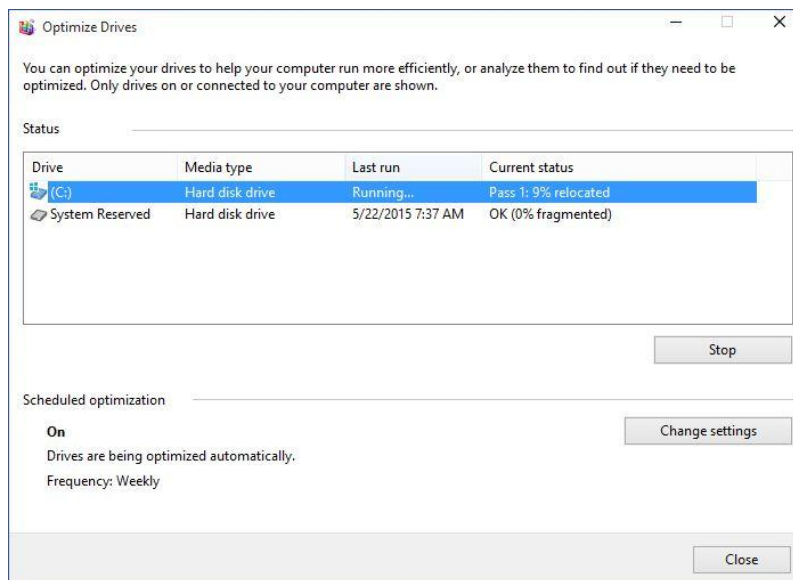 Optimize Drives
You can optimize your drives to help your computer run more efficiently, or analyze them to find out if they need to be
optimized. Only drives on or connected to your computer are shown.
Status
Drive Media type Last run Current status
(C:) Hard disk drive Running... Pass 1: 9% relocated
System Reserved Hard disk drive 5/22/2015 7:37 AM OK (0% fragmented)
Stop
Scheduled optimization
On Change settings
Drives are being optimized automatically.
Frequency: Weekly
Close